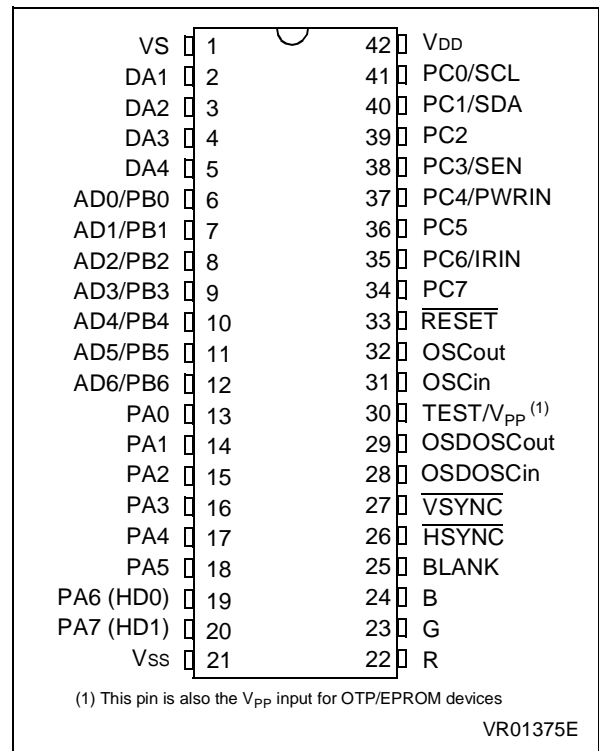 VS 1 42 VDD
DA1 2 41 PC0/SCL
DA2 3 40 PC1/SDA
DA3 4 39 PC2
DA4 5 38 PC3/SEN
AD0/PB0 6 37 PC4/PWRIN
AD1/PB1 7 36 PC5
AD2/PB2 8 35 PC6/IRIN
AD3/PB3 9 34 PC7
AD4/PB4 10 33 RESET
AD5/PB5 11 32 OSCout
AD6/PB6 12 31 OSCin
PA0 13 30 TEST/VPP (1)
PA1 14 29 OSDOSCout
PA2 15 28 OSDOSCin
PA3 16 27 VSYNC
PA4 17 26 HSYNC
PA5 18 25 BLANK
PA6 (HD0) 19 24 B
PA7 (HD1) 20 23 G
VSS 21 22 R
(1) This pin is also the VPP input for OTP/EPROM devices
VR01375E